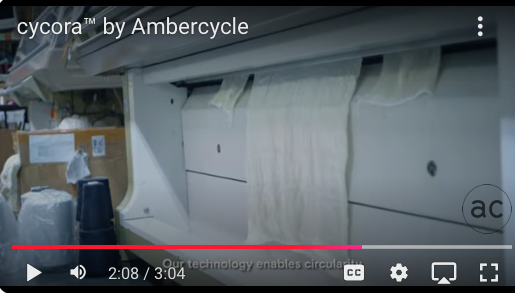 cycora™ by Ambercycle
ac
Our technology enables circularity
2:08 / 3:04
CC